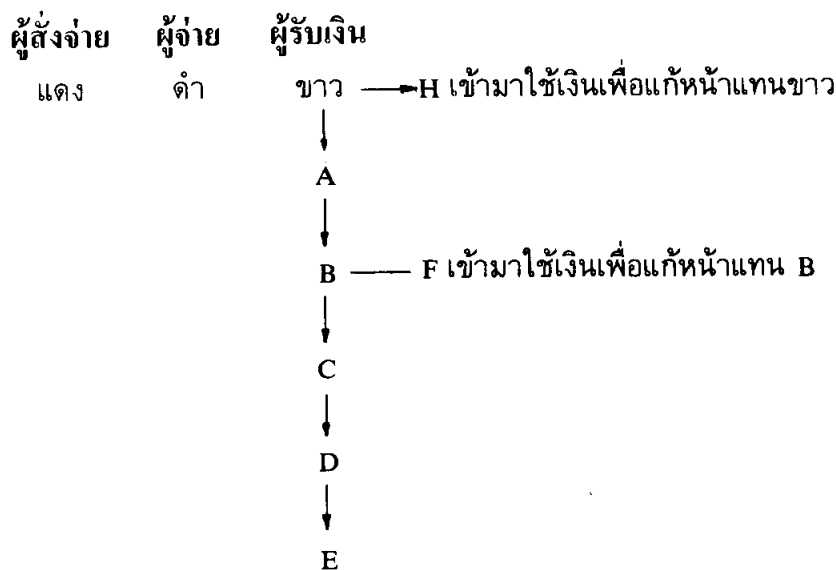 ผู้สั่งจ่าย ผู้จ่าย ผู้รับเงิน
แดง ดำ ขาว H เข้ามาใช้เงินเพื่อแก้หน้าแทนขาว
A
B F เข้ามาใช้เงินเพื่อแก้หน้าแทน B
C
D
E